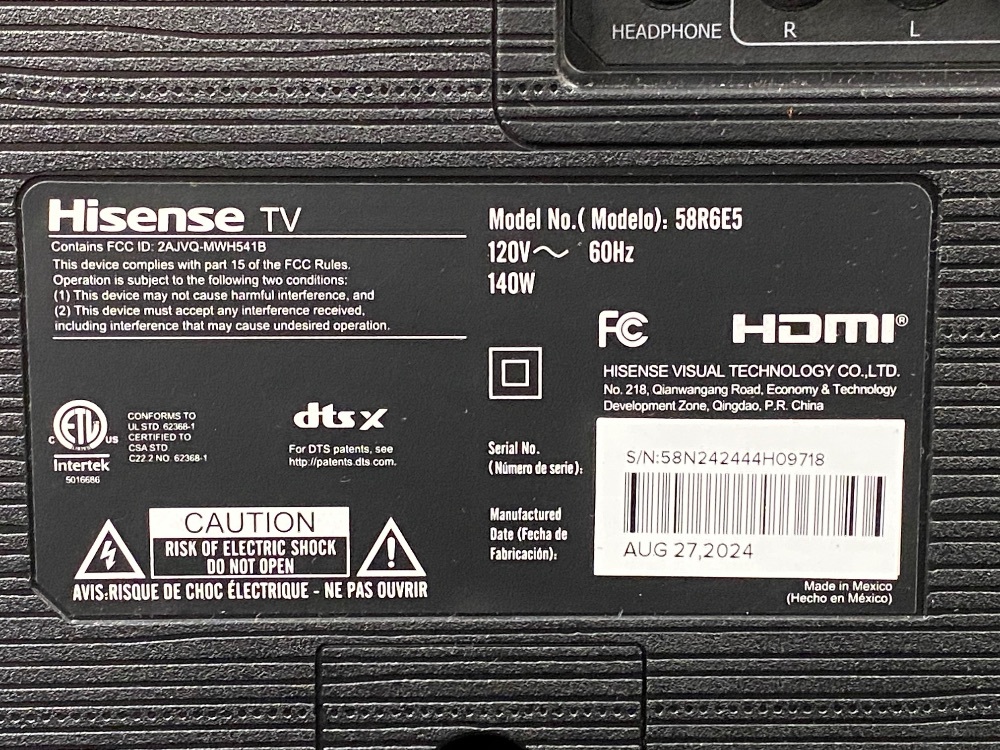 HEADPHONE R L
Hisense TV
Contains FCC ID: 2AJVQ-MWH541B
This device complies with part 15 of the FCC Rules.
Operation is subject to the following two conditions:
(1) This device may not cause harmful interference, and
(2) This device must accept any interference received,
including interference that may cause undesired operation.
Model No.( Modelo): 58R6E5
120V～ 60Hz
140W
FC HDMI®
HISENSE VISUAL TECHNOLOGY CO.,LTD.
No. 218, Qianwangang Road, Economy & Technology
Development Zone, Qingdao, P.R. China
C ETL US
Intertek
5016686
CONFORMS TO
UL STD. 62368-1
CERTIFIED TO
CSA STD
C22.2 NO. 62368-1
dts X
For DTS patents, see
http://patents.dts.com.
Serial No.
(Número de serie):
S/N:58N242444H09718
Manufactured
Date (Fecha de
Fabricación):
AUG 27,2024
CAUTION
RISK OF ELECTRIC SHOCK
DO NOT OPEN
AVIS:RISQUE DE CHOC ÉLECTRIQUE - NE PAS OUVRIR
Made in Mexico
(Hecho en México)